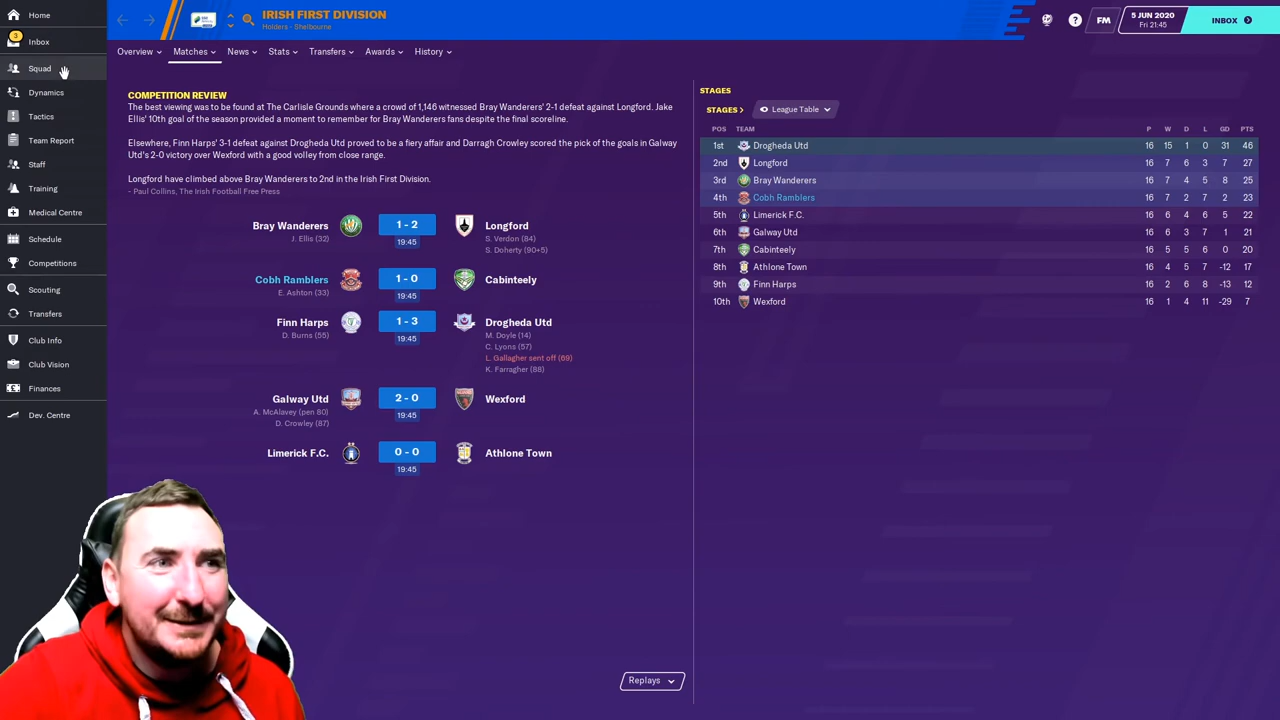 Home
3
Inbox
Squad
Dynamics
Tactics
Team Report
Staff
Training
Medical Centre
Schedule
Competitions
Scouting
Transfers
Club Info
Club Vision
Finances
Dev. Centre
IRISH FIRST DIVISION
Holders - Shelbourne
FM
5 JUN 2020
Fri 21:45
INBOX
Overview Matches News Stats Transfers Awards History
COMPETITION REVIEW
The best viewing was to be found at The Carlisle Grounds where a crowd of 1,146 witnessed Bray Wanderers' 2-1 defeat against Longford. Jake
Ellis' 10th goal of the season provided a moment to remember for Bray Wanderers fans despite the final scoreline.
Elsewhere, Finn Harps' 3-1 defeat against Drogheda Utd proved to be a fiery affair and Darragh Crowley scored the pick of the goals in Galway
Utd's 2-0 victory over Wexford with a good volley from close range.
Longford have climbed above Bray Wanderers to 2nd in the Irish First Division.
- Paul Collins, The Irish Football Free Press
Bray Wanderers 1 - 2 Longford
J. Ellis (32) 19:45 S. Verdon (84)
S. Doherty (90+5)
Cobh Ramblers 1 - 0 Cabinteely
E. Ashton (33) 19:45
Finn Harps 1 - 3 Drogheda Utd
D. Burns (55) 19:45 M. Doyle (14)
C. Lyons (57)
L. Gallagher sent off (69)
K. Farragher (88)
Galway Utd 2 - 0 Wexford
A. McAlavey (pen 80) 19:45
D. Crowley (87)
Limerick F.C. 0 - 0 Athlone Town
19:45
Replays
STAGES
STAGES > League Table
POS TEAM P W D L GD PTS
1st Drogheda Utd 16 15 1 0 31 46
2nd Longford 16 7 6 3 7 27
3rd Bray Wanderers 16 7 4 5 8 25
4th Cobh Ramblers 16 7 2 7 2 23
5th Limerick F.C. 16 6 4 6 5 22
6th Galway Utd 16 6 3 7 1 21
7th Cabinteely 16 5 5 6 0 20
8th Athlone Town 16 4 5 7 -12 17
9th Finn Harps 16 2 6 8 -13 12
10th Wexford 16 1 4 11 -29 7